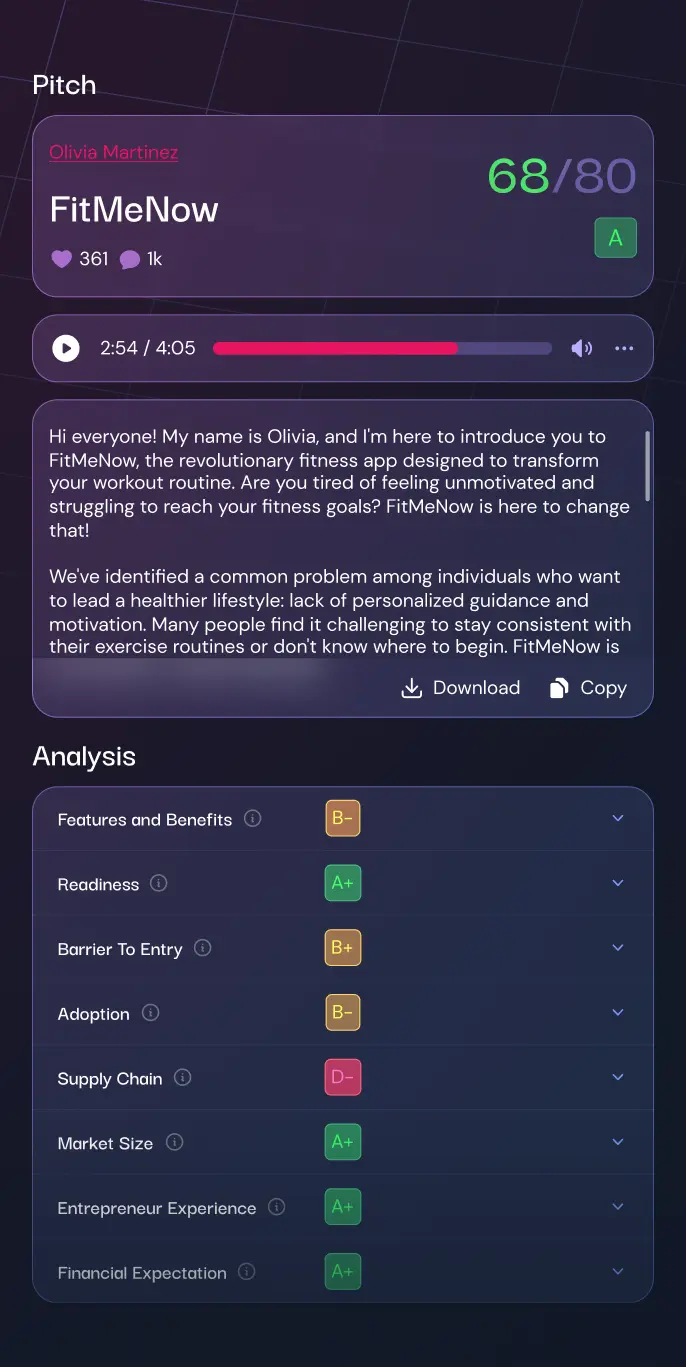 Pitch
Olivia Martinez
68/80
FitMeNow
A
361 1k
2:54 / 4:05
Hi everyone! My name is Olivia, and I'm here to introduce you to
FitMeNow, the revolutionary fitness app designed to transform
your workout routine. Are you tired of feeling unmotivated and
struggling to reach your fitness goals? FitMeNow is here to change
that!
We've identified a common problem among individuals who want
to lead a healthier lifestyle: lack of personalized guidance and
motivation. Many people find it challenging to stay consistent with
their exercise routines or don't know where to begin. FitMeNow is
Download Copy
Analysis
Features and Benefits B-
Readiness A+
Barrier To Entry B+
Adoption B-
Supply Chain D-
Market Size A+
Entrepreneur Experience A+
Financial Expectation A+